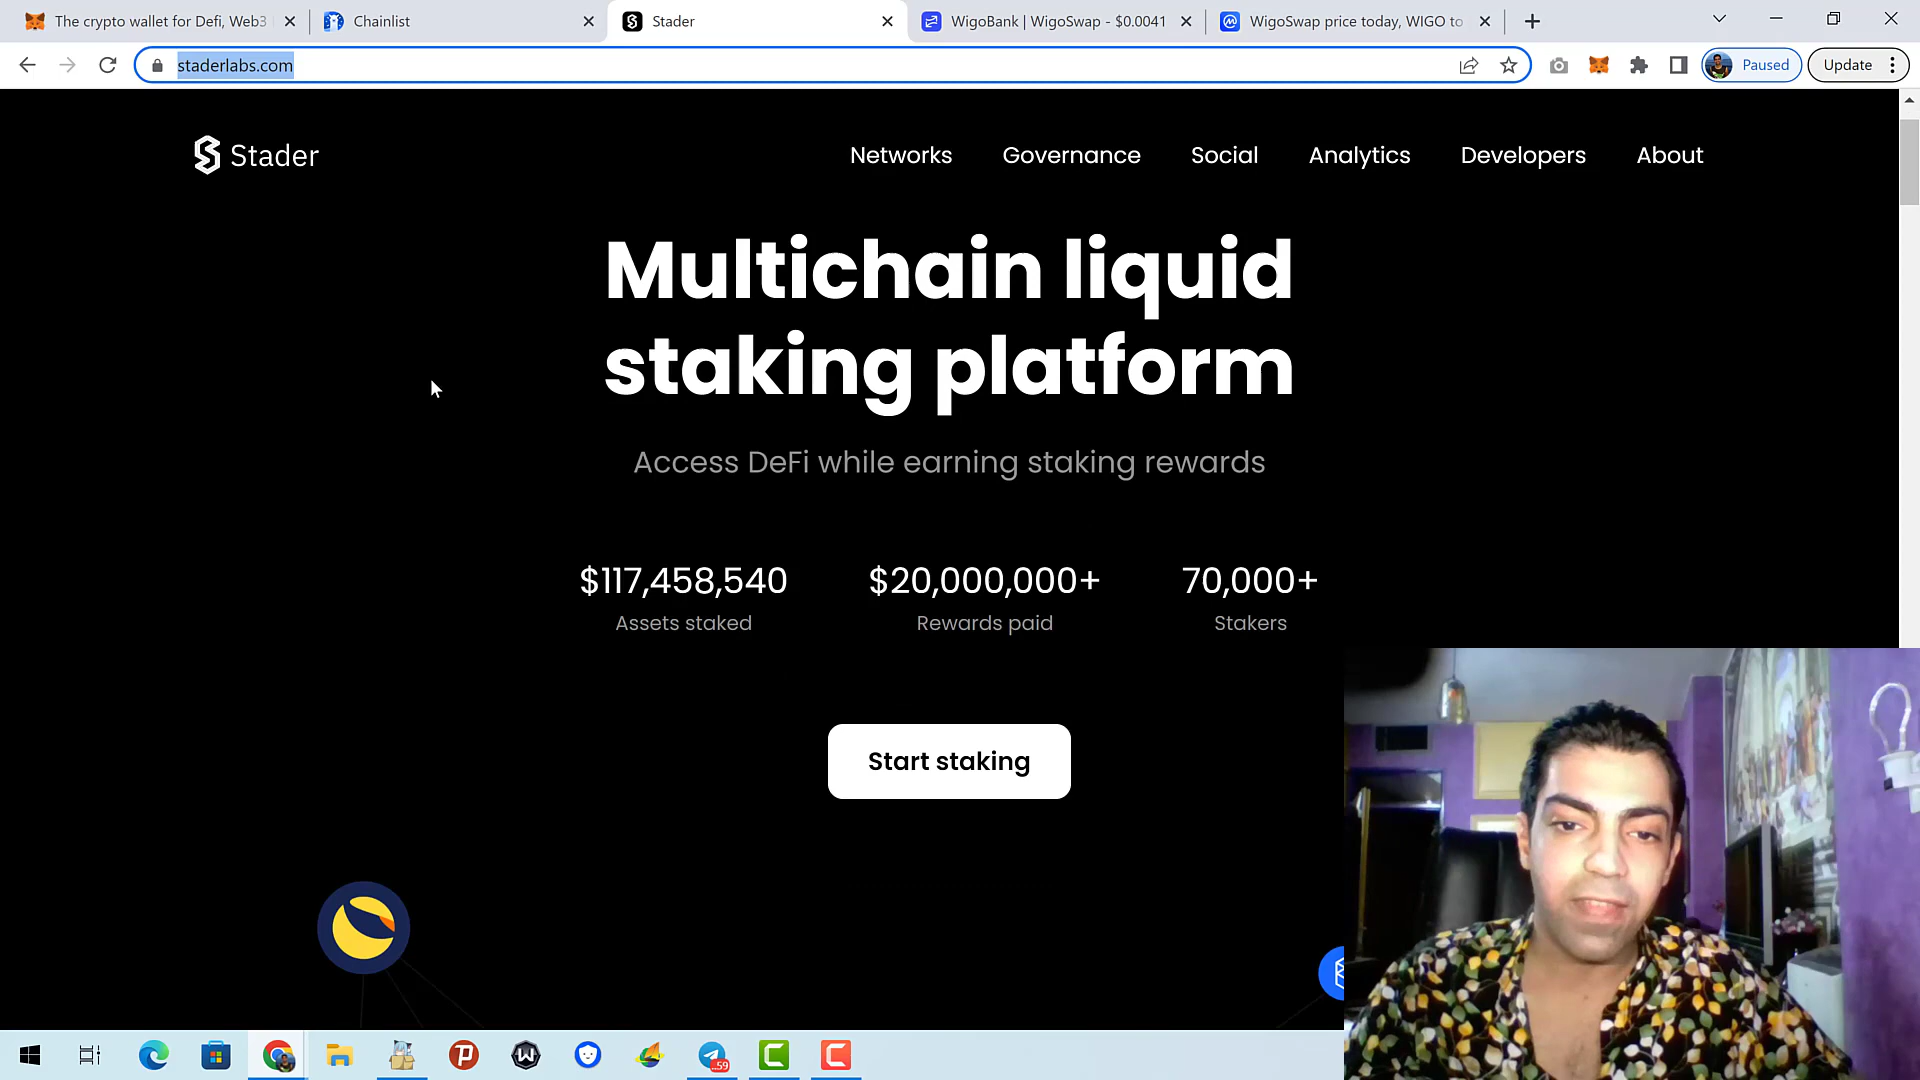 The crypto wallet for Defi, Web3
Chainlist
Stader
WigoBank | WigoSwap - $0.0041
WigoSwap price today, WIGO to
staderlabs.com
Paused
Update
Stader
Networks
Governance
Social
Analytics
Developers
About
Multichain liquid
staking platform
Access DeFi while earning staking rewards
$117,458,540
$20,000,000+
70,000+
Assets staked
Rewards paid
Stakers
Start staking
59